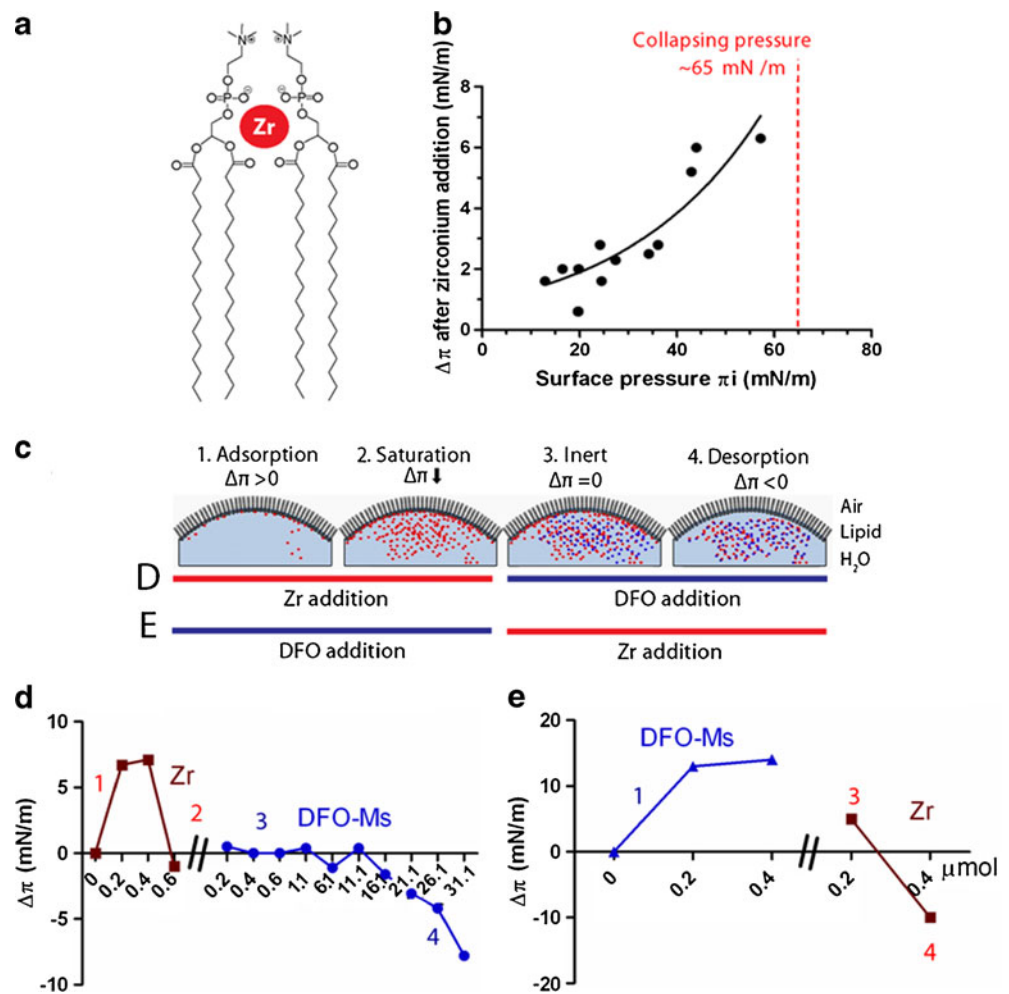 a
N⊕ ⊕N
O O
O=P-O⊖ ⊖O-P=O
O O
Zr
O O O O
O O O O
b
Collapsing pressure
~65 mN /m
Δπ after zirconium addition (mN/m)
8
6
4
2
0
0 20 40 60 80
Surface pressure πi (mN/m)
c
1. Adsorption 2. Saturation 3. Inert 4. Desorption
Δπ >0 Δπ⬇ Δπ =0 Δπ <0
Air
Lipid
H₂O
D
Zr addition DFO addition
E
DFO addition Zr addition
d
Δπ (mN/m)
10
5
0
-5
-10
1 Zr 2 3 DFO-Ms 4
0 0.2 0.4 0.6 0.2 0.4 0.6 1.1 61 11.1 16.1 21.1 26.1 31.1
e
Δπ (mN/m)
20
10
0
-10
-20
DFO-Ms
1 3 Zr 4
0 0.2 0.4 0.2 0.4 μmol